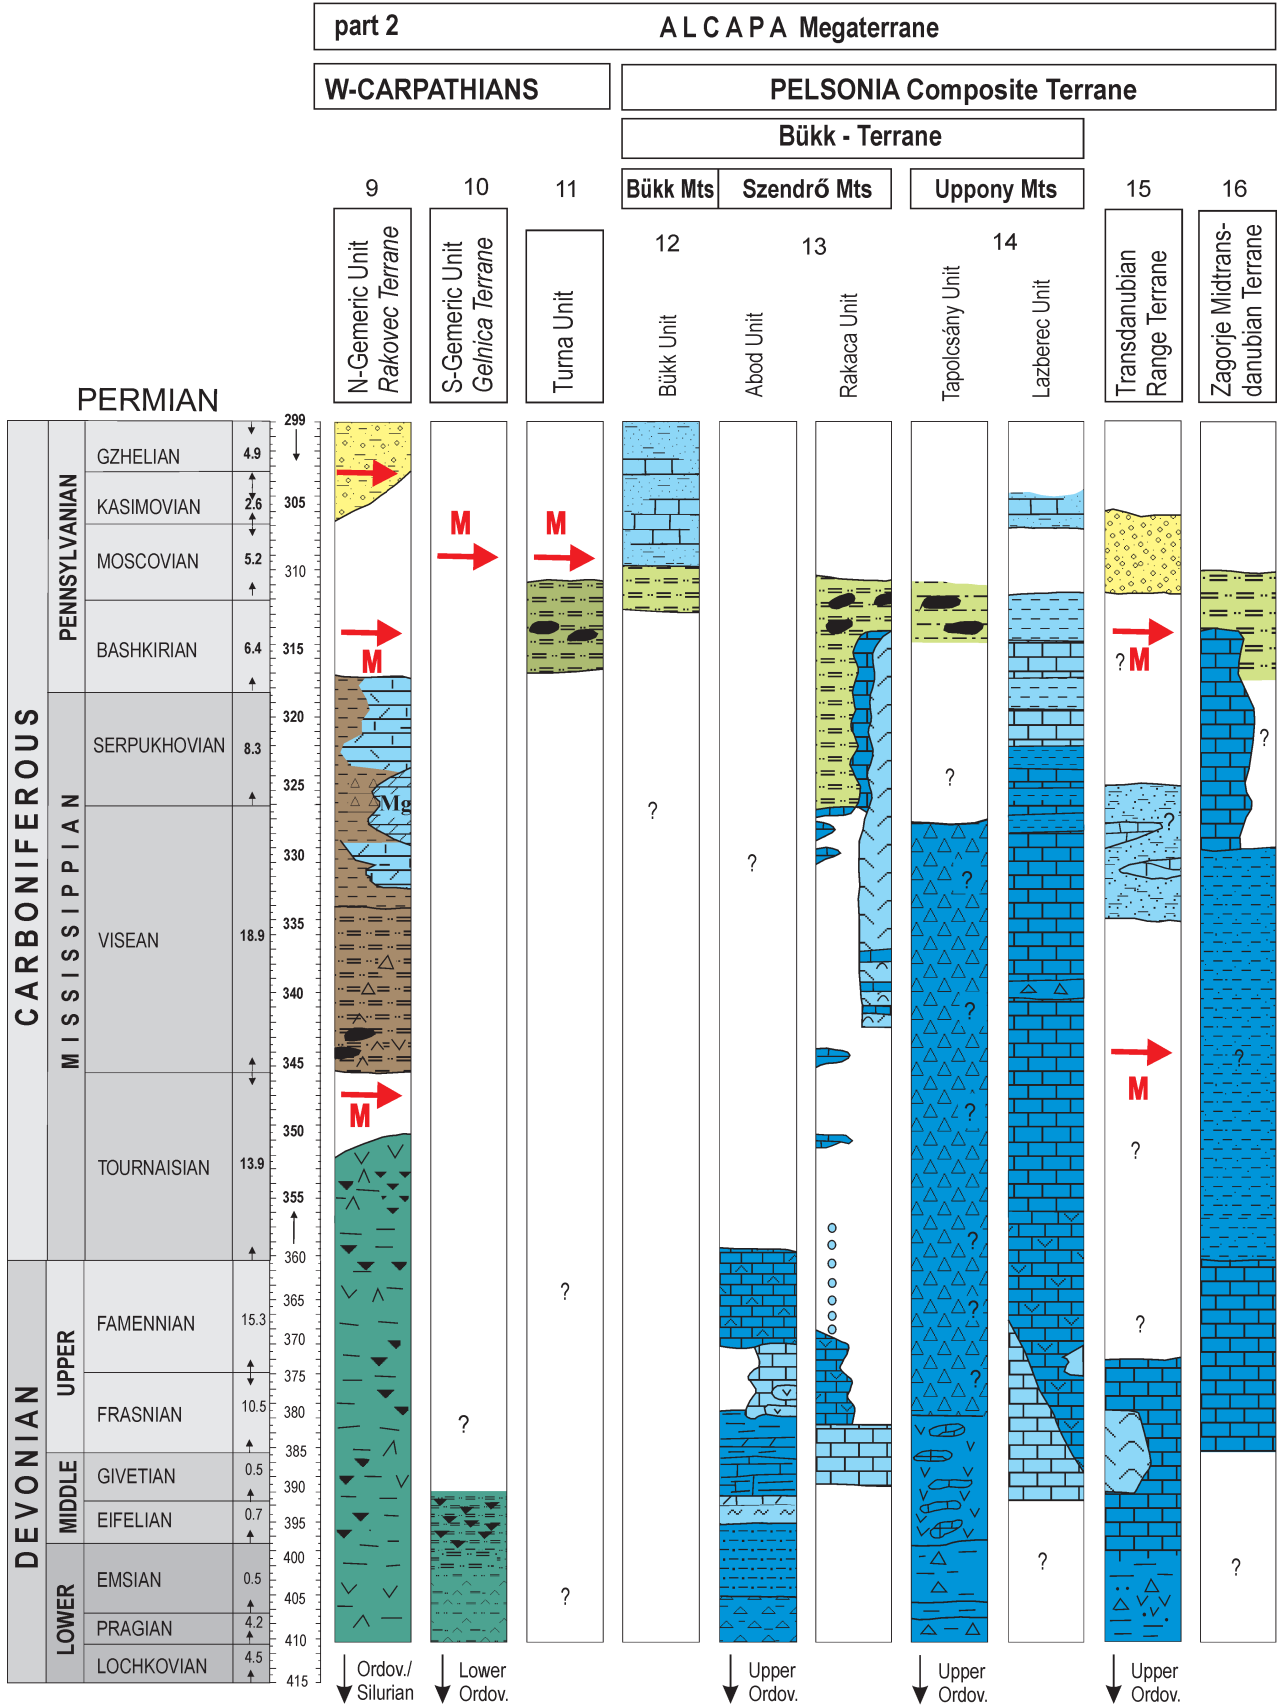 part 2
A L C A P A Megaterrane
W-CARPATHIANS
PELSONIA Composite Terrane
Bükk - Terrane
Bükk Mts
Szendrő Mts
Uppony Mts
9
10
11
12
13
14
15
16
N-Gemeric Unit
Rakovec Terrane
S-Gemeric Unit
Gelnica Terrane
Turna Unit
Bükk Unit
Abod Unit
Rakaca Unit
Tapolcsány Unit
Lazberec Unit
Transdanubian
Range Terrane
Zagorje Midtrans-
danubian Terrane
PERMIAN
CARBONIFEROUS
PENNSYLVANIAN
MISSISSIPPIAN
DEVONIAN
UPPER
MIDDLE
LOWER
GZHELIAN 4.9
KASIMOVIAN 2.6
MOSCOVIAN 5.2
BASHKIRIAN 6.4
SERPUKHOVIAN 8.3
VISEAN 18.9
TOURNAISIAN 13.9
FAMENNIAN 15.3
FRASNIAN 10.5
GIVETIAN 0.5
EIFELIAN 0.7
EMSIAN 0.5
PRAGIAN 4.2
LOCHKOVIAN 4.5
299
305
310
315
320
325
330
335
340
345
350
355
360
365
370
375
380
385
390
395
400
405
410
415
M
Mg
M
?
M
M
?
?
?
?
?
?
?
?
?
?
?
?
?
? M
?
M
?
?
?
?
?
Ordov./
Silurian
Lower
Ordov.
Upper
Ordov.
Upper
Ordov.
Upper
Ordov.